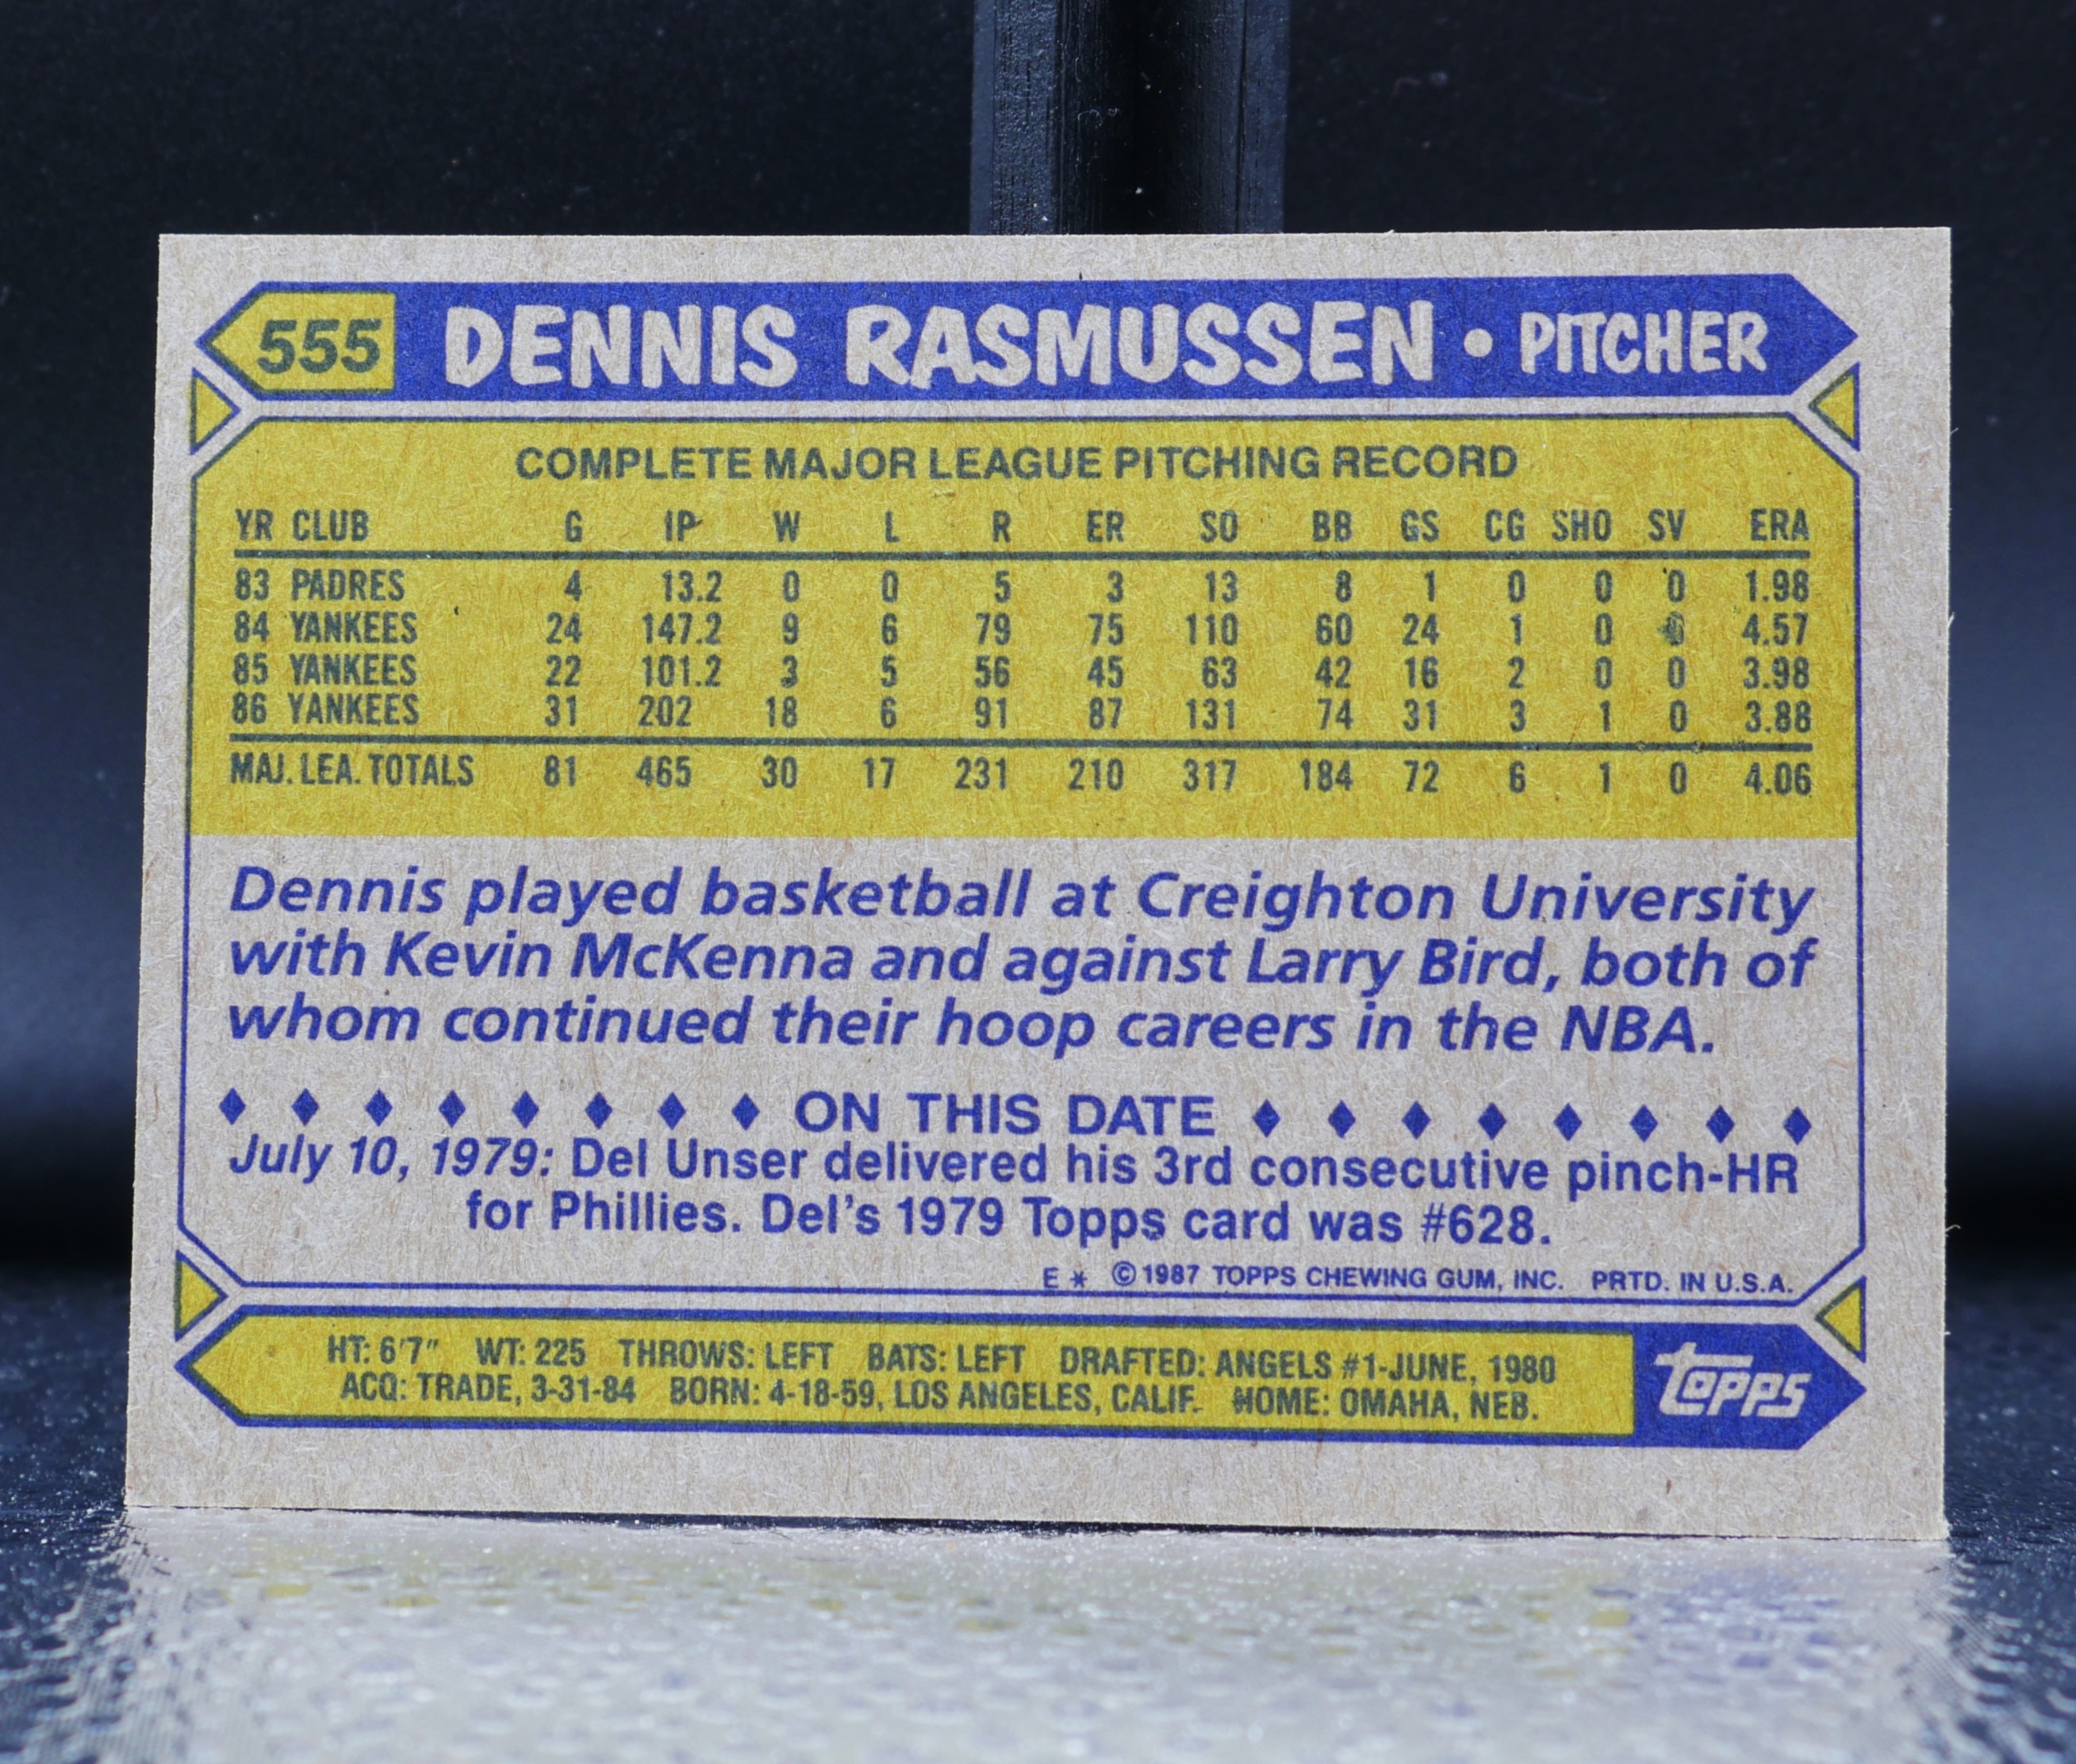 555 DENNIS RASMUSSEN • PITCHER
COMPLETE MAJOR LEAGUE PITCHING RECORD
YR CLUB G IP W L R ER SO BB GS CG SHO SV ERA
83 PADRES 4 13.2 0 0 5 3 13 8 1 0 0 0 1.98
84 YANKEES 24 147.2 9 6 79 75 110 60 24 1 0 0 4.57
85 YANKEES 22 101.2 3 5 56 45 63 42 16 2 0 0 3.98
86 YANKEES 31 202 18 6 91 87 131 74 31 3 1 0 3.88
MAJ. LEA. TOTALS 81 465 30 17 231 210 317 184 72 6 1 0 4.06
Dennis played basketball at Creighton University
with Kevin McKenna and against Larry Bird, both of
whom continued their hoop careers in the NBA.
♦ ♦ ♦ ♦ ♦ ♦ ♦ ♦ ON THIS DATE ♦ ♦ ♦ ♦ ♦ ♦ ♦ ♦
July 10, 1979: Del Unser delivered his 3rd consecutive pinch-HR
for Phillies. Del's 1979 Topps card was #628.
E * © 1987 TOPPS CHEWING GUM, INC. PRTD. IN U.S.A.
HT: 6'7" WT: 225 THROWS: LEFT BATS: LEFT DRAFTED: ANGELS #1-JUNE, 1980
ACQ: TRADE, 3-31-84 BORN: 4-18-59, LOS ANGELES, CALIF. HOME: OMAHA, NEB.
topps